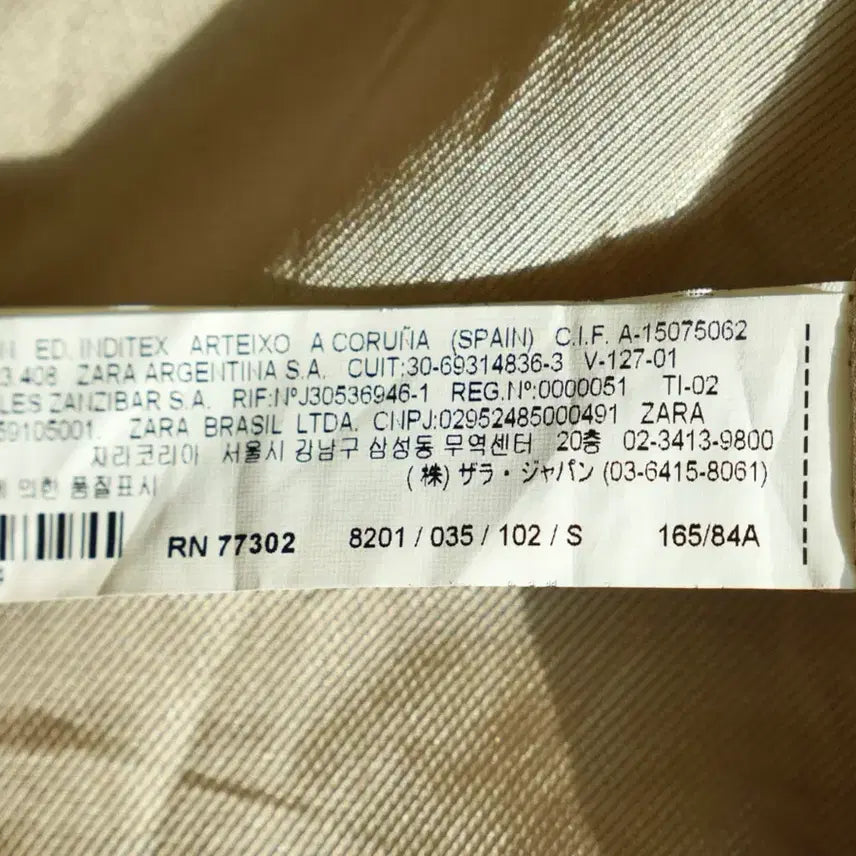 ED. INDITEX ARTEIXO A CORUÑA (SPAIN) C.I.F. A-15075062
3.408 ZARA ARGENTINA S.A. CUIT:30-69314836-3 V-127-01
LES ZANZIBAR S.A. RIF:NºJ30536946-1 REG.Nº:0000051 TI-02
59105001. ZARA BRASIL LTDA. CNPJ:02952485000491 ZARA
자라코리아 서울시 강남구 삼성동 무역센터 20층 02-3413-9800
에 의한 품질표시 (株) ザラ・ジャパン (03-6415-8061)
RN 77302 8201 / 035 / 102 / S 165/84A